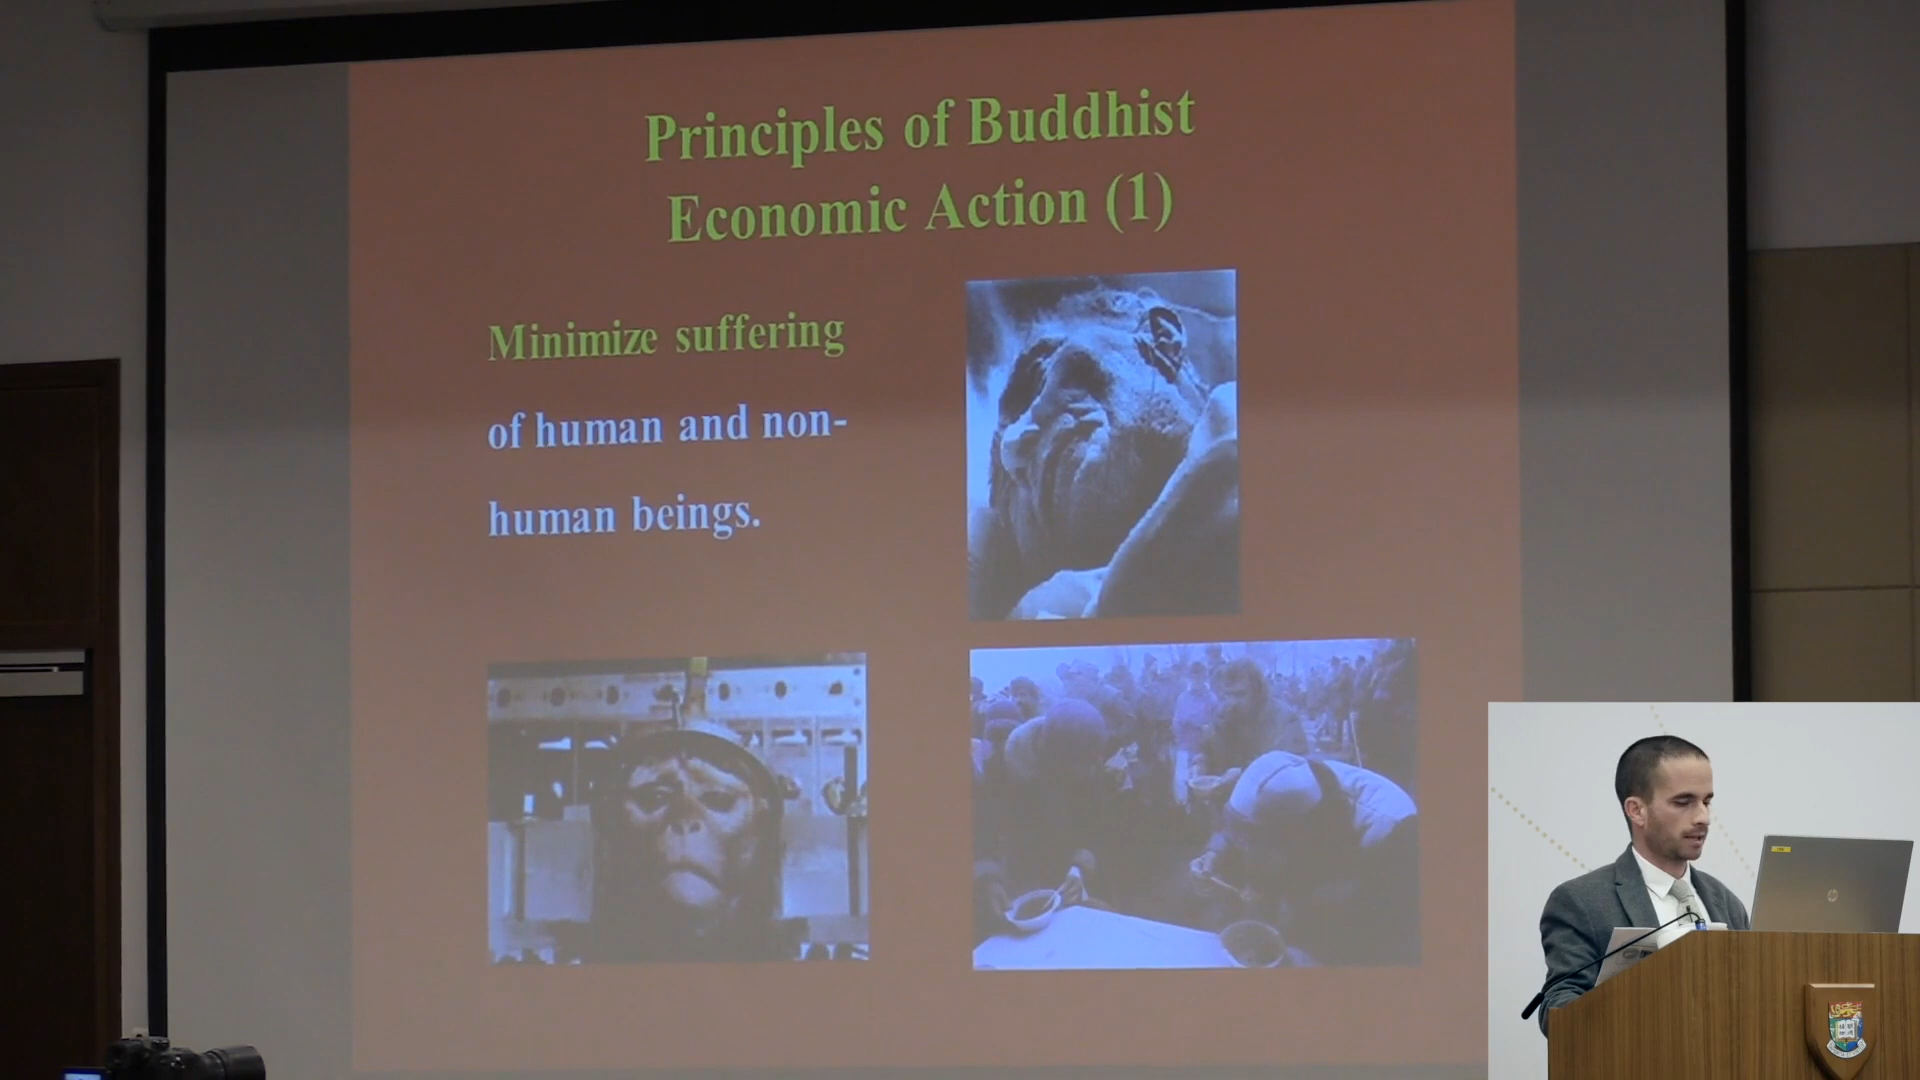 Principles of Buddhist
Economic Action (1)
Minimize suffering
of human and non-
human beings.